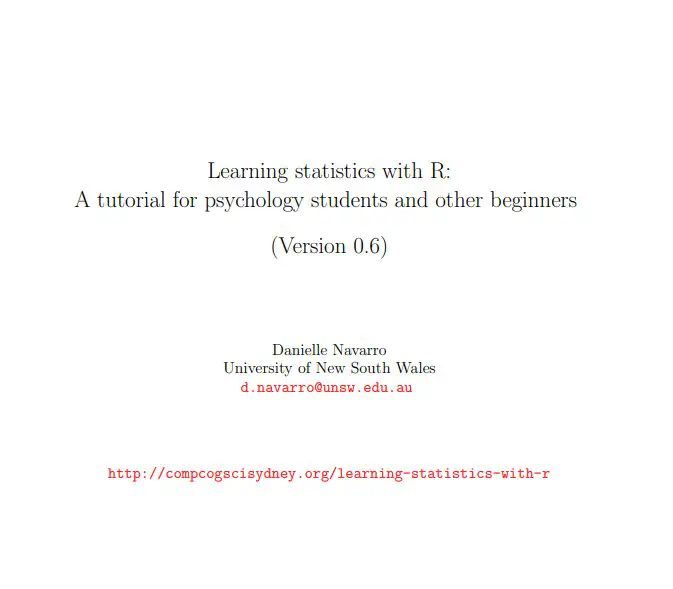 Learning statistics with R:
A tutorial for psychology students and other beginners
(Version 0.6)
Danielle Navarro
University of New South Wales
d.navarro@unsw.edu.au
http://compcogscisydney.org/learning-statistics-with-r